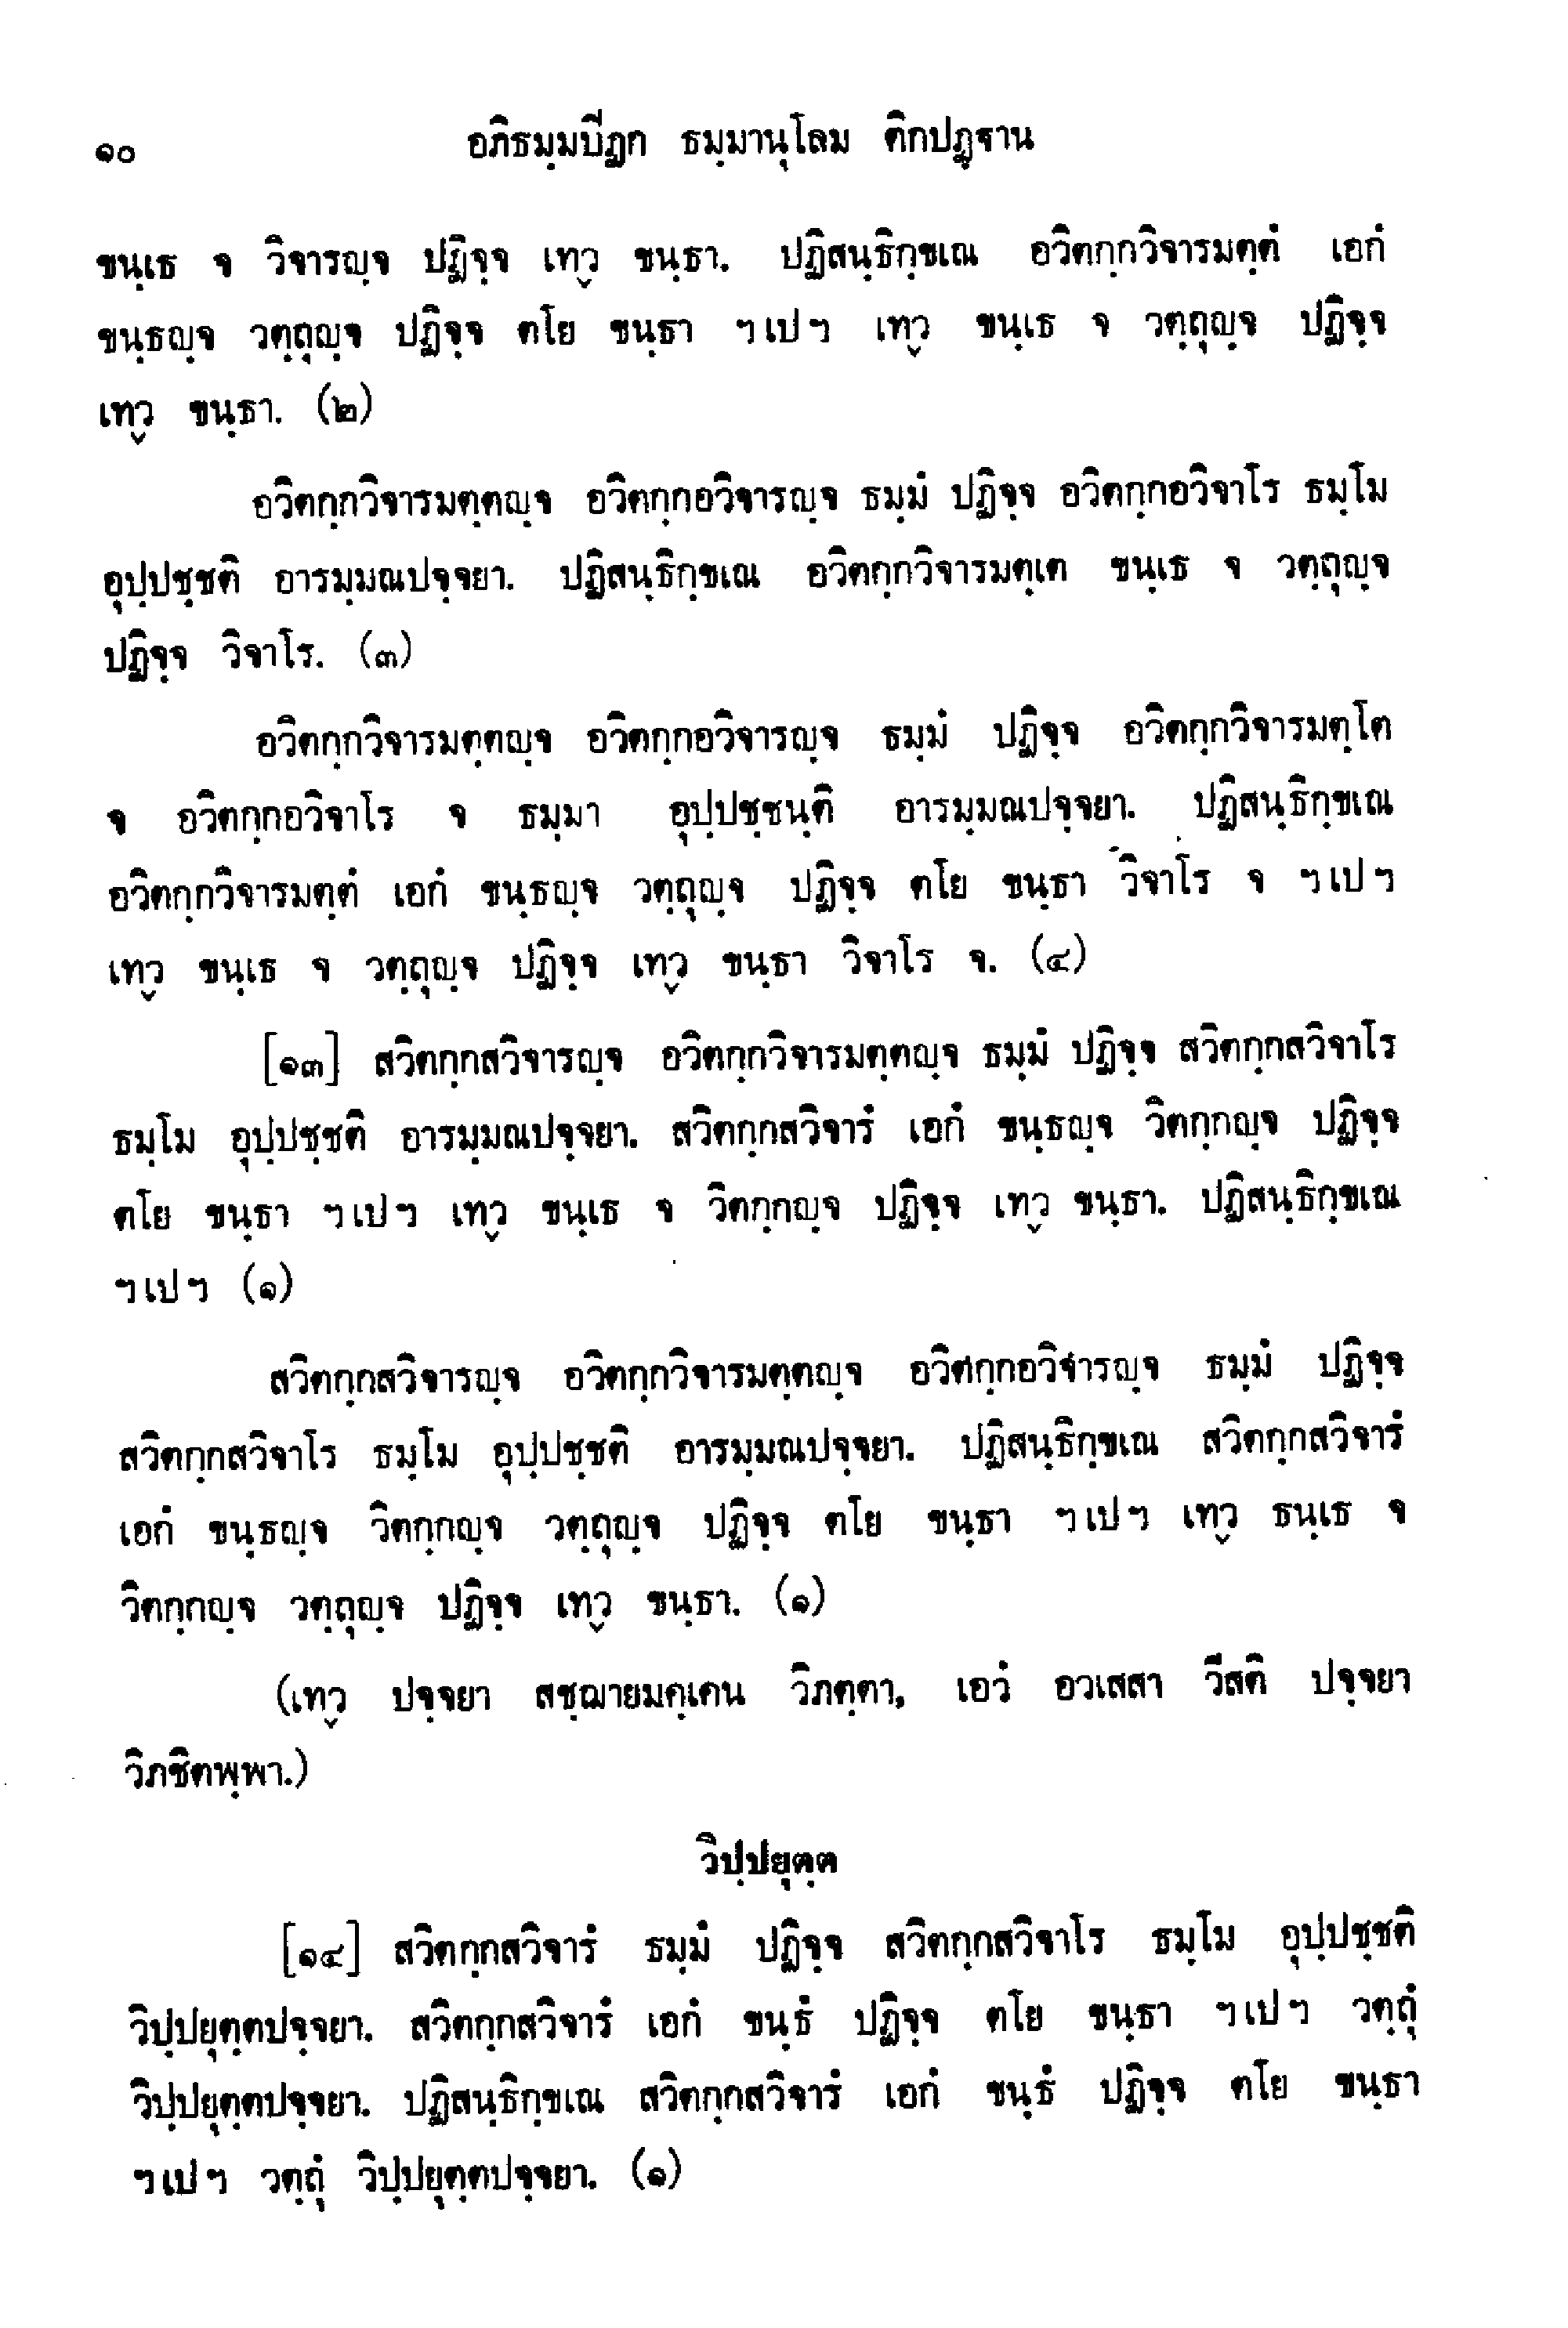 ๑๐ อภิธมฺมปิฏก ธมฺมานุโลม ติกปฏฺฐาน
ขนฺเธ จ วิจารญฺจ ปฏิจฺจ เทฺว ขนฺธา. ปฏิสนฺธิกฺขเณ อวิตกฺกวิจารมตฺตํ เอกํ
ขนฺธญฺจ วตฺถุญฺจ ปฏิจฺจ ตโย ขนฺธา ฯเปฯ เทฺว ขนฺเธ จ วตฺถุญฺจ ปฏิจฺจ
เทฺว ขนฺธา. (๒)
อวิตกฺกวิจารมตฺตญฺจ อวิตกฺกอวิจารญฺจ ธมฺมํ ปฏิจฺจ อวิตกฺกอวิจาโร ธมฺโม
อุปฺปชฺชติ อารมฺมณปจฺจยา. ปฏิสนฺธิกฺขเณ อวิตกฺกวิจารมตฺเต ขนฺเธ จ วตฺถุญฺจ
ปฏิจฺจ วิจาโร. (๓)
อวิตกฺกวิจารมตฺตญฺจ อวิตกฺกอวิจารญฺจ ธมฺมํ ปฏิจฺจ อวิตกฺกวิจารมตฺโต
จ อวิตกฺกอวิจาโร จ ธมฺมา อุปฺปชฺชนฺติ อารมฺมณปจฺจยา. ปฏิสนฺธิกฺขเณ
อวิตกฺกวิจารมตฺตํ เอกํ ขนฺธญฺจ วตฺถุญฺจ ปฏิจฺจ ตโย ขนฺธา วิจาโร จ ฯเปฯ
เทฺว ขนฺเธ จ วตฺถุญฺจ ปฏิจฺจ เทฺว ขนฺธา วิจาโร จ. (๔)
[๑๓] สวิตกฺกสวิจารญฺจ อวิตกฺกวิจารมตฺตญฺจ ธมฺมํ ปฏิจฺจ สวิตกฺกสวิจาโร
ธมฺโม อุปฺปชฺชติ อารมฺมณปจฺจยา. สวิตกฺกสวิจารํ เอกํ ขนฺธญฺจ วิตกฺกญฺจ ปฏิจฺจ
ตโย ขนฺธา ฯเปฯ เทฺว ขนฺเธ จ วิตกฺกญฺจ ปฏิจฺจ เทฺว ขนฺธา. ปฏิสนฺธิกฺขเณ
ฯเปฯ (๑)
สวิตกฺกสวิจารญฺจ อวิตกฺกวิจารมตฺตญฺจ อวิตกฺกอวิจารญฺจ ธมฺมํ ปฏิจฺจ
สวิตกฺกสวิจาโร ธมฺโม อุปฺปชฺชติ อารมฺมณปจฺจยา. ปฏิสนฺธิกฺขเณ สวิตกฺกสวิจารํ
เอกํ ขนฺธญฺจ วิตกฺกญฺจ วตฺถุญฺจ ปฏิจฺจ ตโย ขนฺธา ฯเปฯ เทฺว ธนฺเธ จ
วิตกฺกญฺจ วตฺถุญฺจ ปฏิจฺจ เทฺว ขนฺธา. (๑)
(เทฺว ปจฺจยา สชฺฌายมคฺเคน วิภตฺตา, เอวํ อวเสสา วีสติ ปจฺจยา
วิภชิตพฺพา.)
วิปฺปยุตฺต
[๑๔] สวิตกฺกสวิจารํ ธมฺมํ ปฏิจฺจ สวิตกฺกสวิจาโร ธมฺโม อุปฺปชฺชติ
วิปฺปยุตฺตปจฺจยา. สวิตกฺกสวิจารํ เอกํ ขนฺธํ ปฏิจฺจ ตโย ขนฺธา ฯเปฯ วตฺถุํ
วิปฺปยุตฺตปจฺจยา. ปฏิสนฺธิกฺขเณ สวิตกฺกสวิจารํ เอกํ ขนฺธํ ปฏิจฺจ ตโย ขนฺธา
ฯเปฯ วตฺถุํ วิปฺปยุตฺตปจฺจยา. (๑)